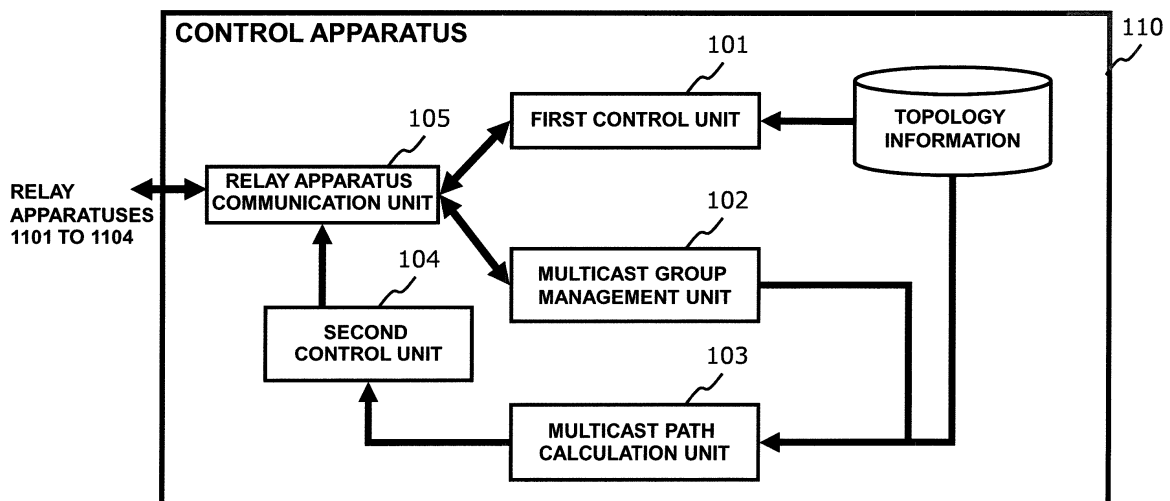 CONTROL APPARATUS
110
101
FIRST CONTROL UNIT
TOPOLOGY
INFORMATION
105
RELAY APPARATUS
COMMUNICATION UNIT
RELAY
APPARATUSES
1101 TO 1104
102
MULTICAST GROUP
MANAGEMENT UNIT
104
SECOND
CONTROL UNIT
103
MULTICAST PATH
CALCULATION UNIT